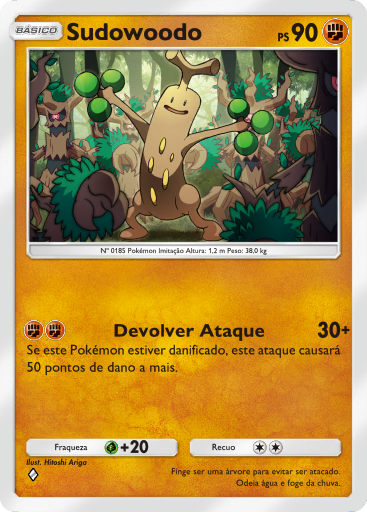 BÁSICO Sudowoodo PS 90
Nº 0185 Pokémon Imitação Altura: 1,2 m Peso: 38,0 kg
Devolver Ataque 30+
Se este Pokémon estiver danificado, este ataque causará
50 pontos de dano a mais.
Fraqueza +20 Recuo
Ilust. Hitoshi Ariga
Finge ser uma árvore para evitar ser atacado.
Odeia água e foge da chuva.